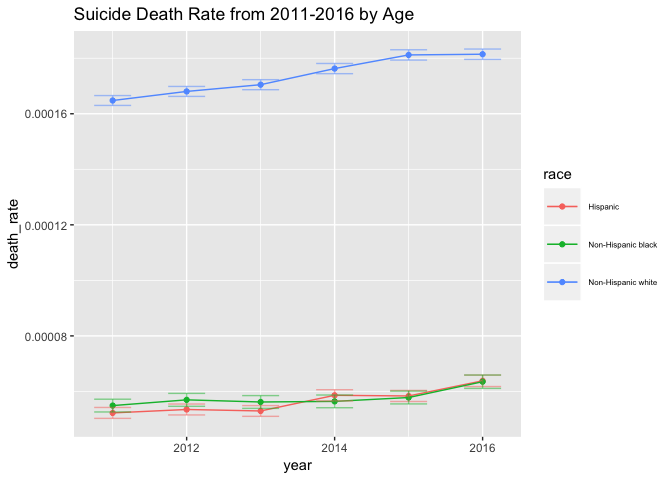 Suicide Death Rate from 2011-2016 by Age
0.00016
0.00012
0.00008
death_rate
2012
2014
2016
year
race
Hispanic
Non-Hispanic black
Non-Hispanic white